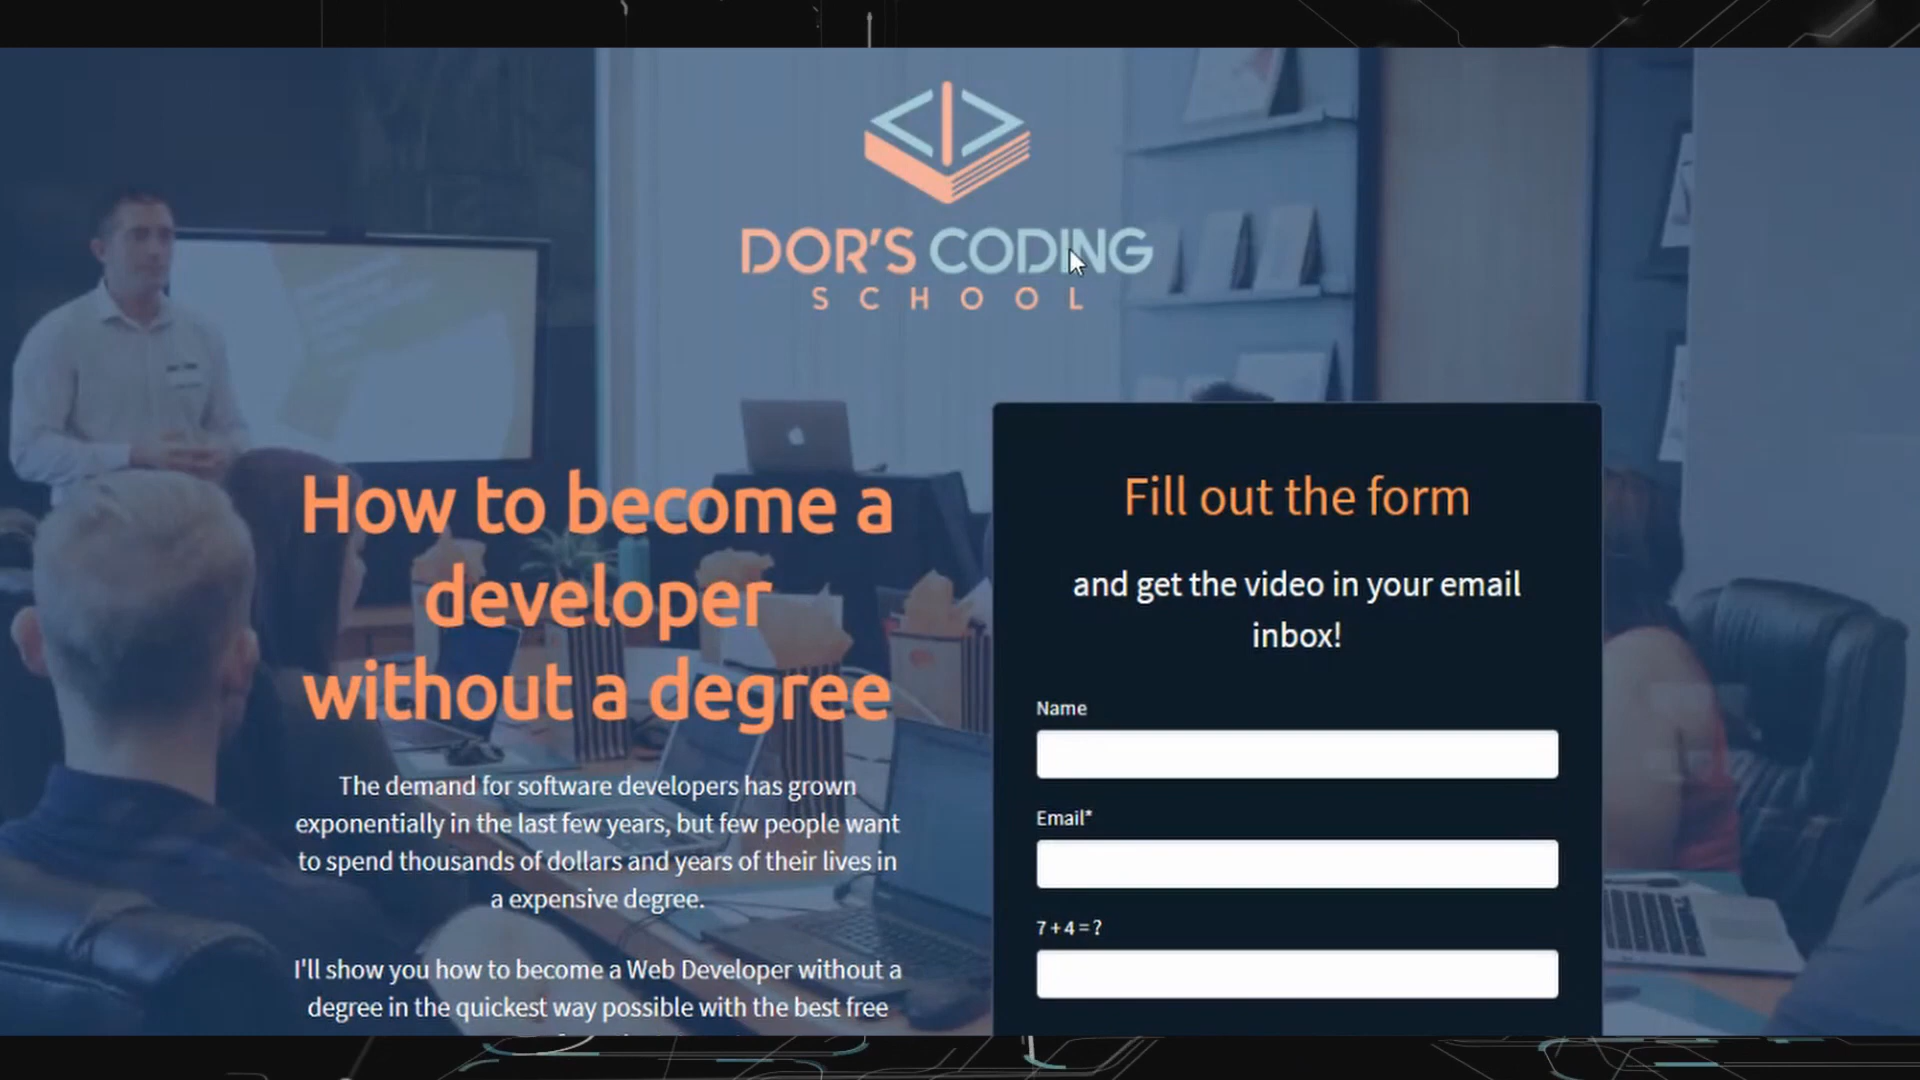 DOR'S CODING
SCHOOL
How to become a
developer
without a degree
The demand for software developers has grown
exponentially in the last few years, but few people want
to spend thousands of dollars and years of their lives in
a expensive degree.
I'll show you how to become a Web Developer without a
degree in the quickest way possible with the best free
Fill out the form
and get the video in your email
inbox!
Name
Email*
7 + 4 = ?